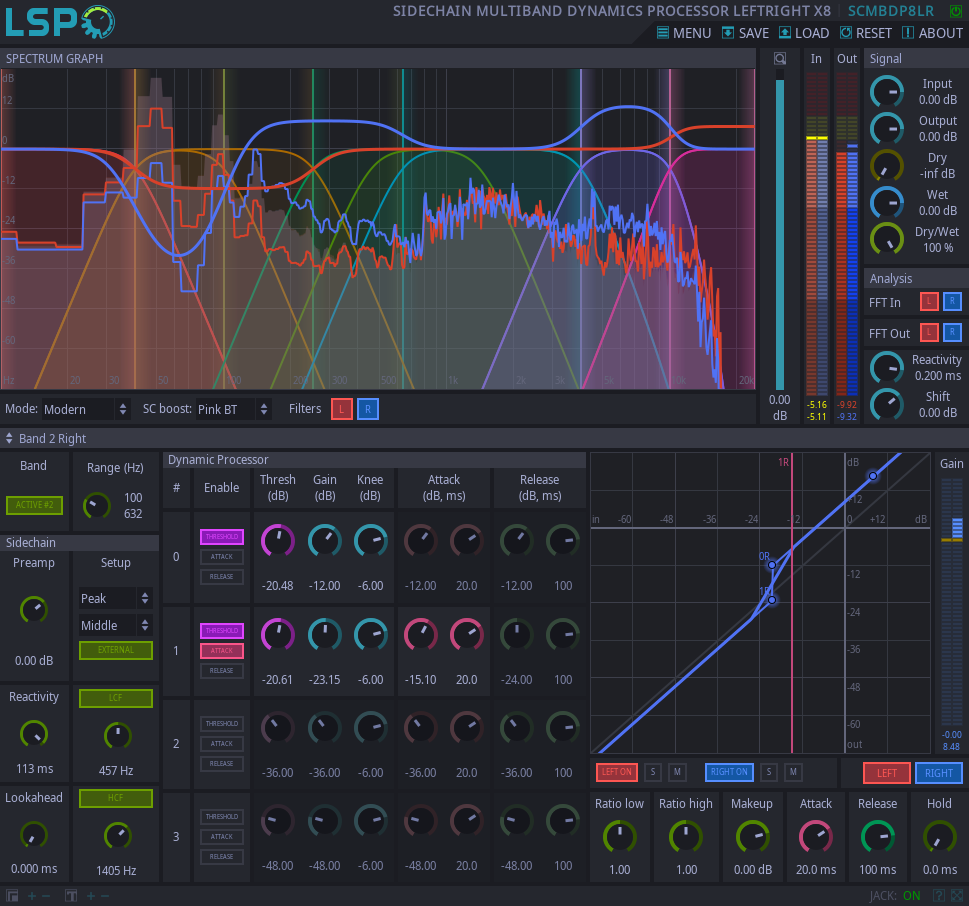 LSP
SIDECHAIN MULTIBAND DYNAMICS PROCESSOR LEFTRIGHT X8 SCMBDP8LR
MENU SAVE LOAD RESET ABOUT
SPECTRUM GRAPH
dB
12
0
-12
-24
-36
-48
-60
Hz 20 30 50 100 200 300 500 1k 2k 3k 5k 10k 20k
0.00
dB
In Out
-5.16 -9.92
-5.11 -9.32
Signal
Input
0.00 dB
Output
0.00 dB
Dry
-inf dB
Wet
0.00 dB
Dry/Wet
100 %
Analysis
FFT In L R
FFT Out L R
Reactivity
0.200 ms
Shift
0.00 dB
Mode: Modern SC boost: Pink BT Filters L R
Band 2 Right
Band
ACTIVE #2
Range (Hz)
100
632
Sidechain
Preamp
0.00 dB
Setup
Peak
Middle
EXTERNAL
Reactivity
113 ms
LCF
457 Hz
Lookahead
0.000 ms
HCF
1405 Hz
Dynamic Processor
# Enable Thresh (dB) Gain (dB) Knee (dB) Attack (dB, ms) Release (dB, ms)
0
THRESHOLD
ATTACK
RELEASE
-20.48 -12.00 -6.00 -12.00 20.0 -12.00 100
1
THRESHOLD
ATTACK
RELEASE
-20.61 -23.15 -6.00 -15.10 20.0 -24.00 100
2
THRESHOLD
ATTACK
RELEASE
-36.00 -36.00 -6.00 -36.00 20.0 -36.00 100
3
THRESHOLD
ATTACK
RELEASE
-48.00 -48.00 -6.00 -48.00 20.0 -48.00 100
1R dB
+12
in -60 -48 -36 -24 -12 0 +12 dB
0R
1R
-12
-24
-36
-48
-60
out
Gain
-0.00
8.48
LEFT ON S M RIGHT ON S M LEFT RIGHT
Ratio low Ratio high Makeup Attack Release Hold
1.00 1.00 0.00 dB 20.0 ms 100 ms 0.0 ms
JACK: ON